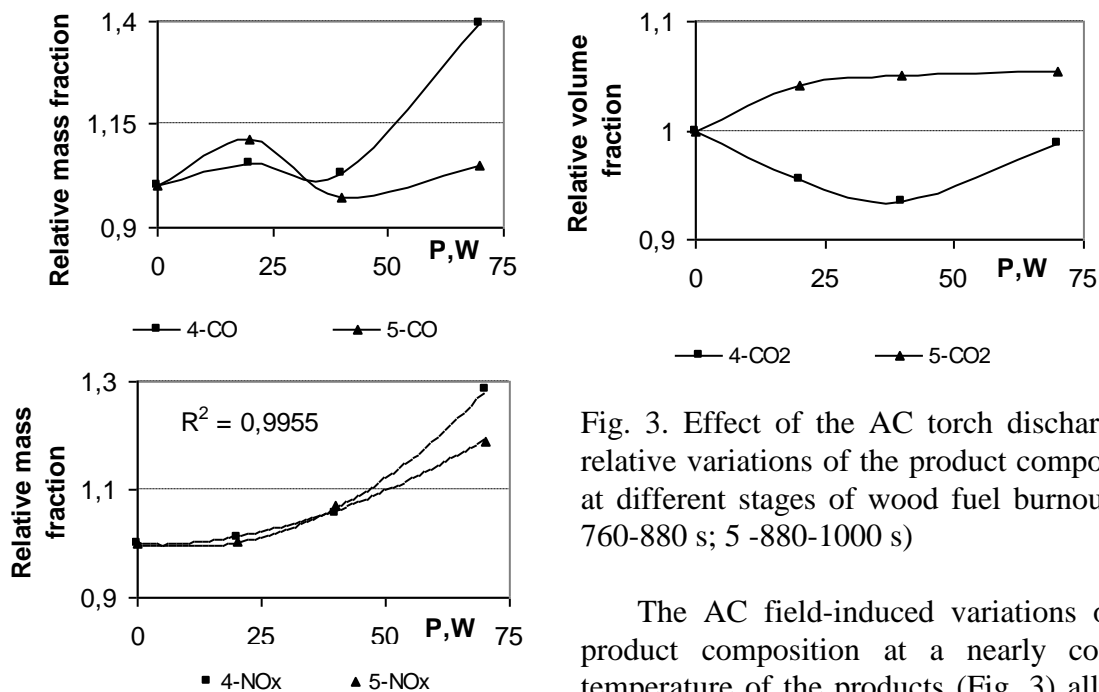 Relative mass fraction
1,4
1,15
0,9
0 25 50 75
P,W
4-CO 5-CO
Relative volume
fraction
1,1
1
0,9
0 25 50 75
P,W
4-CO2 5-CO2
Relative mass
fraction
1,3
1,1
0,9
R² = 0,9955
0 25 50 75
P,W
4-NOx 5-NOx
Fig. 3. Effect of the AC torch dischar
relative variations of the product compo
at different stages of wood fuel burnou
760-880 s; 5 -880-1000 s)
The AC field-induced variations o
product composition at a nearly co
temperature of the products (Fig. 3) all